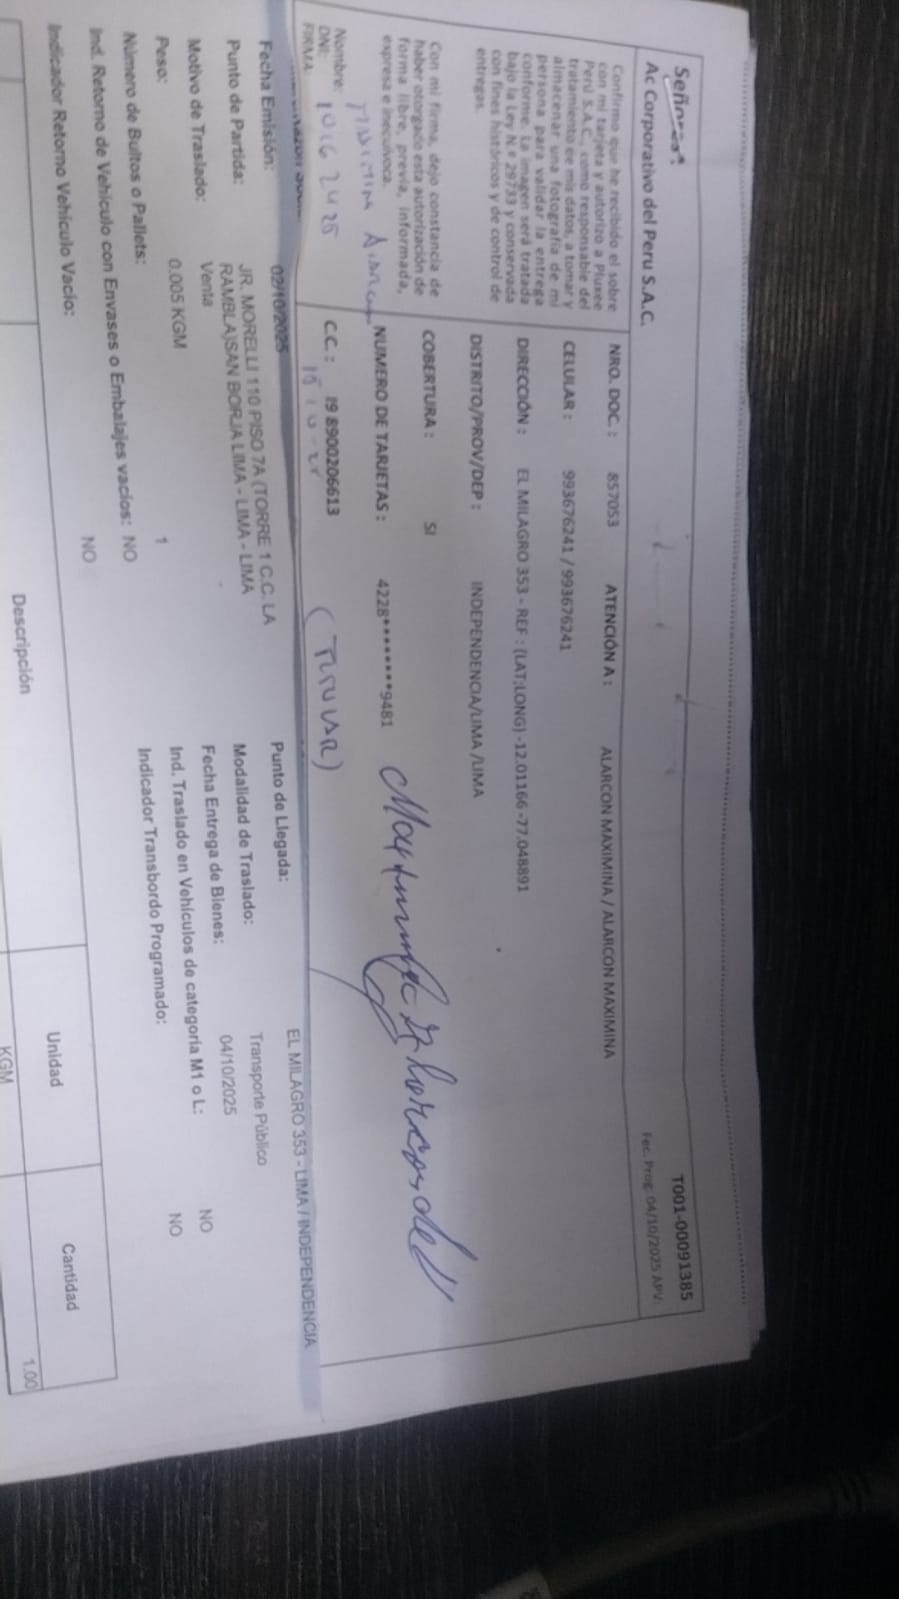 Señores:
T001-00091385
Ac Corporativo del Peru S.A.C.
Fec. Prog. 04/10/2025 APV:
Confirmo que he recibido el sobre
con mi tarjeta y autorizo a Pluxee
Perú S.A.C., como responsable del
tratamiento de mis datos, a tomar y
almacenar una fotografía de mi
persona para validar la entrega
conforme. La imagen será tratada
bajo la Ley N.º 29733 y conservada
con fines históricos y de control de
entregas.
Con mi firma, dejo constancia de
haber otorgado esta autorización de
forma libre, previa, informada,
expresa e inequívoca.
NRO. DOC. : 857053 ATENCIÓN A : ALARCON MAXIMINA / ALARCON MAXIMINA
CELULAR : 993676241 / 993676241
DIRECCIÓN : EL MILAGRO 353 - REF : (LAT;LONG) -12.01166 -77.048891
DISTRITO/PROV/DEP : INDEPENDENCIA/LIMA /LIMA
COBERTURA : SI
NUMERO DE TARJETAS : 4228********9481
Nombre:
DNI:
FIRMA:
C.C. : 19 8900206613
(TITULAR)
Fecha Emisión: 02/10/2025
Punto de Partida: JR. MORELLI 110 PISO 7A (TORRE 1 C.C. LA
RAMBLA)SAN BORJA LIMA - LIMA - LIMA
Punto de Llegada: EL MILAGRO 353 - LIMA / INDEPENDENCIA
Motivo de Traslado: Venta
Modalidad de Traslado: Transporte Público
Peso: 0.005 KGM
Fecha Entrega de Bienes: 04/10/2025
Número de Bultos o Pallets: 1
Ind. Traslado en Vehículos de categoría M1 o L: NO
Ind. Retorno de Vehículo con Envases o Embalajes vacíos: NO
Indicador Transbordo Programado: NO
Indicador Retorno Vehículo Vacío: NO
Descripción Unidad Cantidad
KGM 1.00